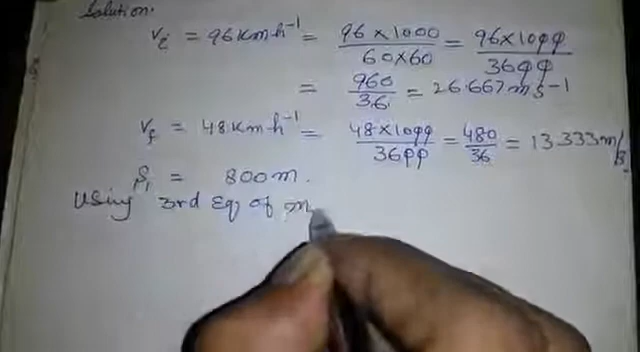 Solution:
Vi = 96 Km h⁻¹ = 96 × 1000 / 60 × 60 = 96 × 1000 / 3600
= 960 / 36 = 26.667 m s⁻¹
Vf = 48 Km h⁻¹ = 48 × 1000 / 3600 = 480 / 36 = 13.333 m/s
S₁ = 800 m.
Using 3rd Eq of m